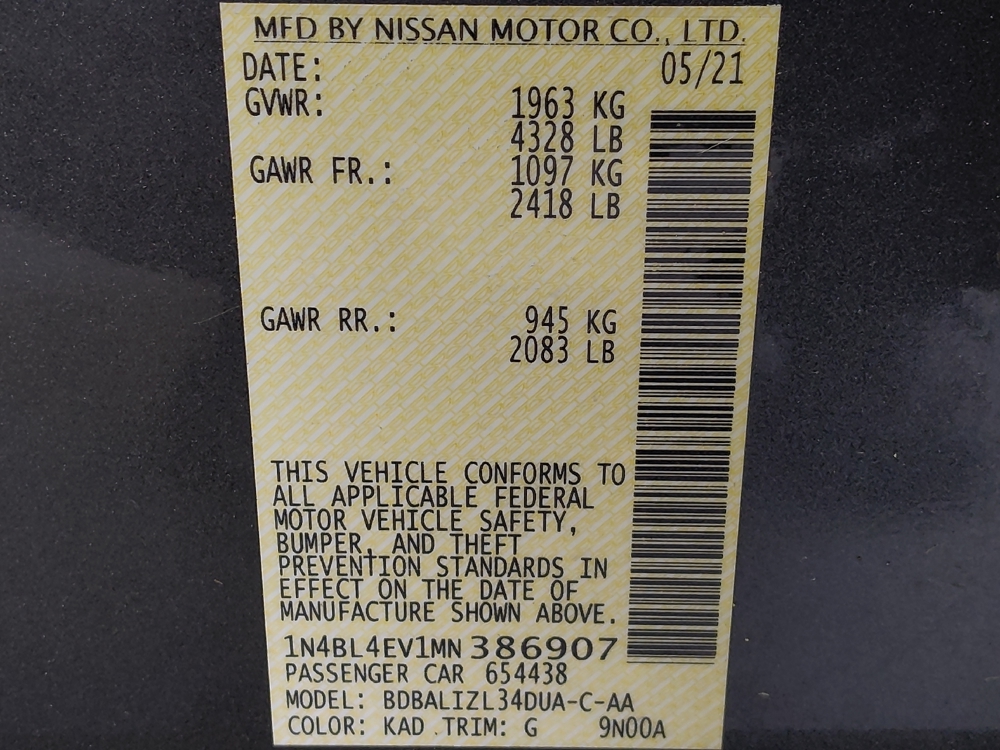 MFD BY NISSAN MOTOR CO., LTD.
DATE: 05/21
GVWR: 1963 KG
4328 LB
GAWR FR.: 1097 KG
2418 LB
GAWR RR.: 945 KG
2083 LB
THIS VEHICLE CONFORMS TO
ALL APPLICABLE FEDERAL
MOTOR VEHICLE SAFETY,
BUMPER, AND THEFT
PREVENTION STANDARDS IN
EFFECT ON THE DATE OF
MANUFACTURE SHOWN ABOVE.
1N4BL4EV1MN386907
PASSENGER CAR 654438
MODEL: BDBALIZL34DUA-C-AA
COLOR: KAD TRIM: G 9N00A